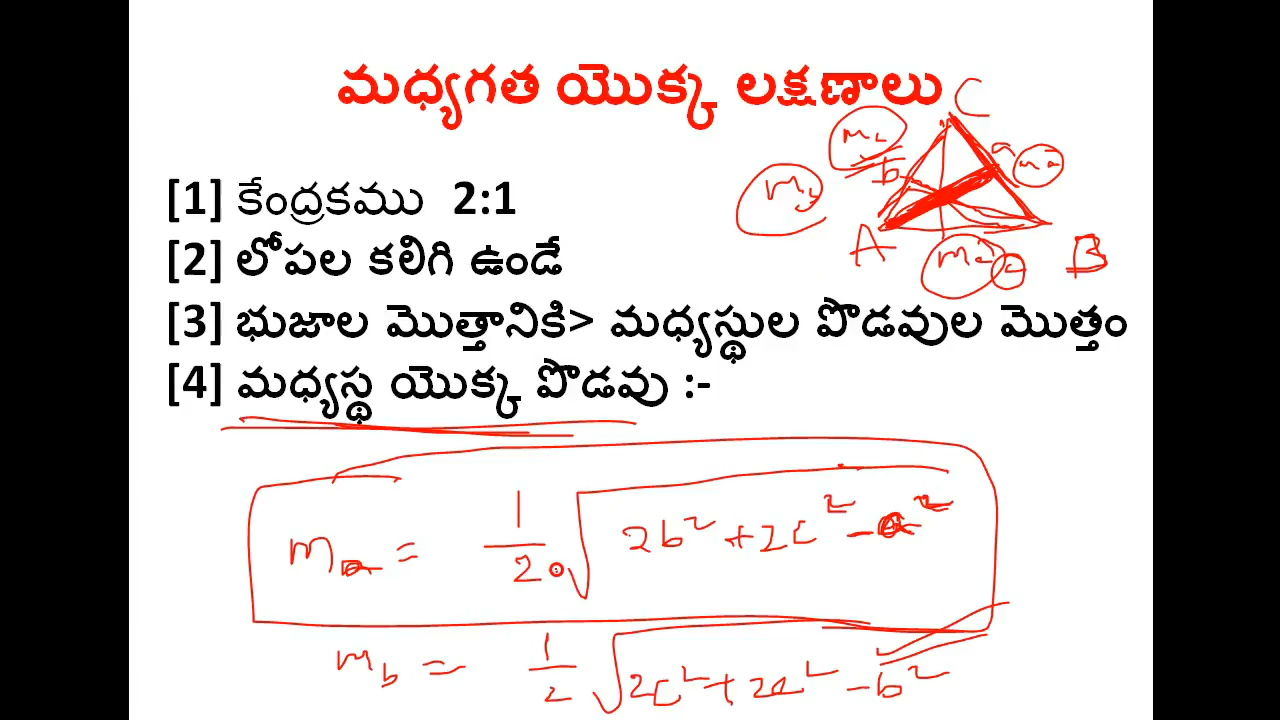 మధ్యగత యొక్క లక్షణాలు
C
[1] కేంద్రకము 2:1
[2] లోపల కలిగి ఉండే
[3] భుజాల మొత్తానికి> మధ్యస్థుల పొడవుల మొత్తం
[4] మధ్యస్థ యొక్క పొడవు :-
b
A
B
m_a = 1/2 √(2b² + 2c² - a²)
m_b = 1/2 √(2c² + 2a² - b²)